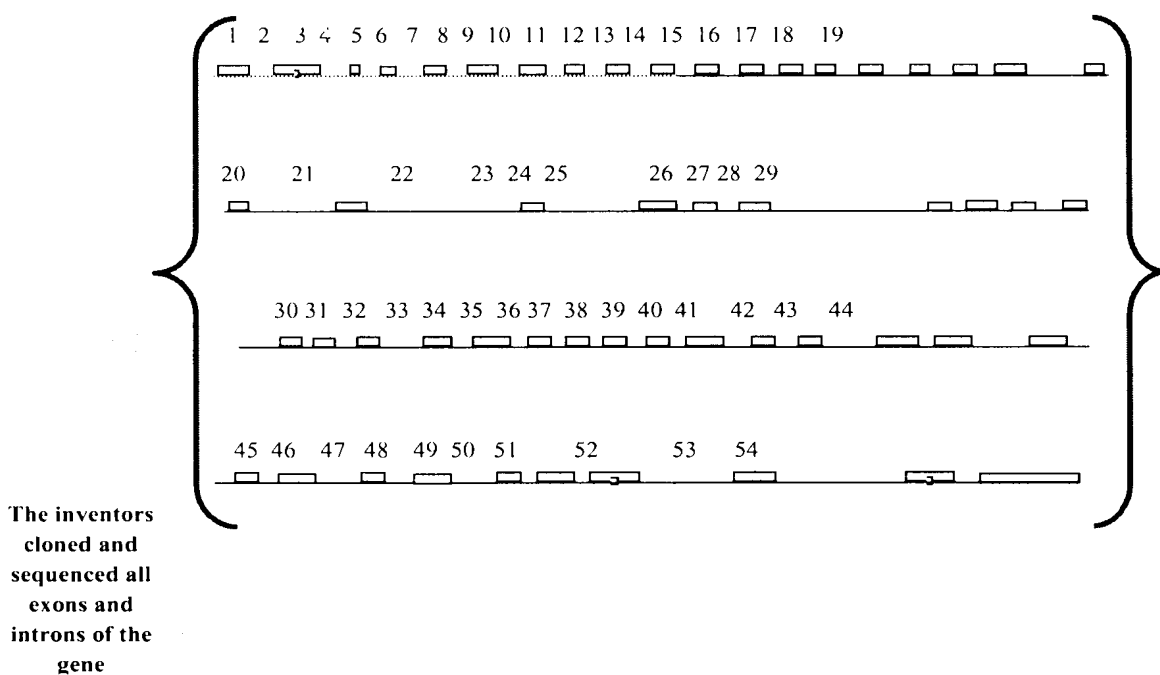 1 2 3 4 5 6 7 8 9 10 11 12 13 14 15 16 17 18 19
20 21 22 23 24 25 26 27 28 29
30 31 32 33 34 35 36 37 38 39 40 41 42 43 44
45 46 47 48 49 50 51 52 53 54
The inventors
cloned and
sequenced all
exons and
introns of the
gene